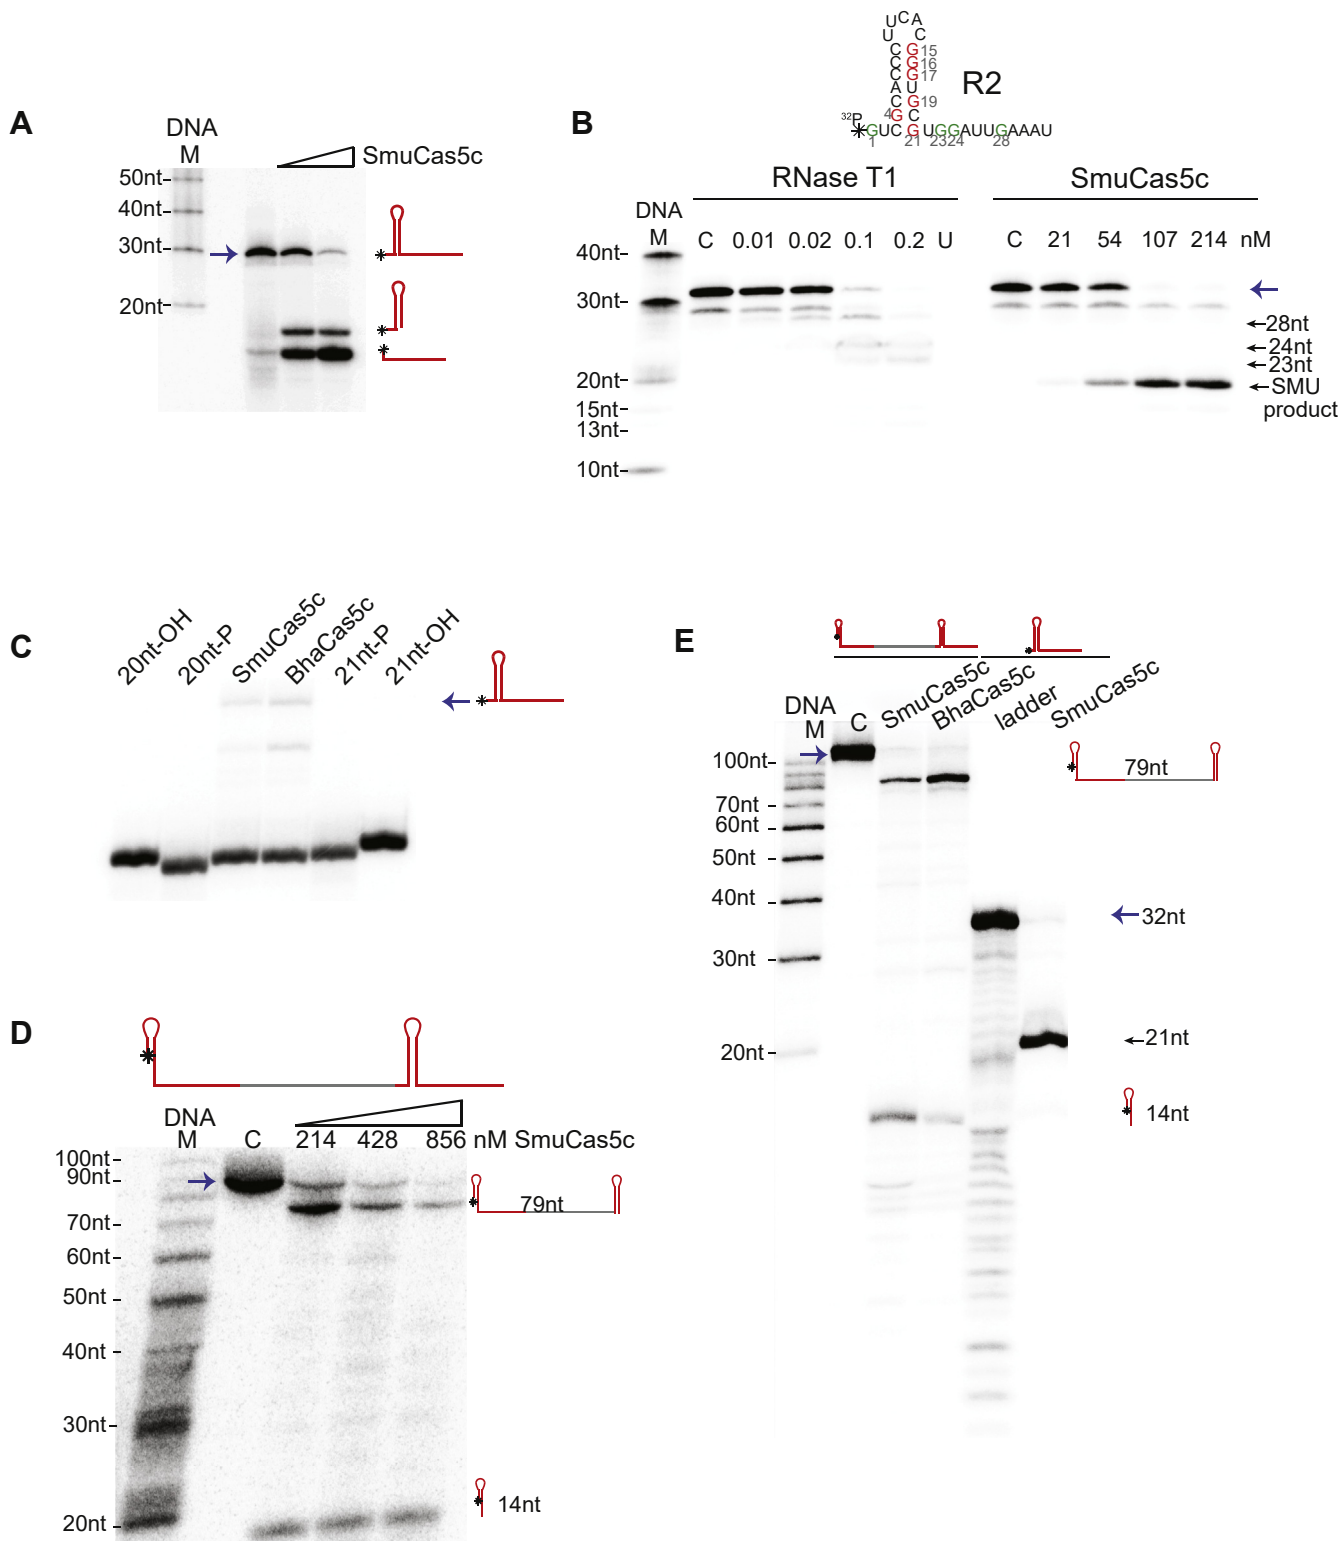 A
DNA
M
SmuCas5c
50nt
40nt
30nt
20nt
B
UCA
U C
U
C G 15
C G 16
C G 17
A U
C G 19
4 G C
32P
GUC G UGGAUUGAAAU
1 21 2324 28
R2
RNase T1
SmuCas5c
DNA
M C 0.01 0.02 0.1 0.2 U
C 21 54 107 214 nM
40nt
30nt
20nt
15nt
13nt
10nt
28nt
24nt
23nt
SMU
product
C
20nt-OH
20nt-P
SmuCas5c
BhaCas5c
21nt-P
21nt-OH
D
DNA
M C 214 428 856 nM SmuCas5c
100nt
90nt
70nt
60nt
50nt
40nt
30nt
20nt
79nt
14nt
E
DNA
M
C
SmuCas5c
BhaCas5c
ladder
SmuCas5c
100nt
70nt
60nt
50nt
40nt
30nt
20nt
79nt
32nt
21nt
14nt